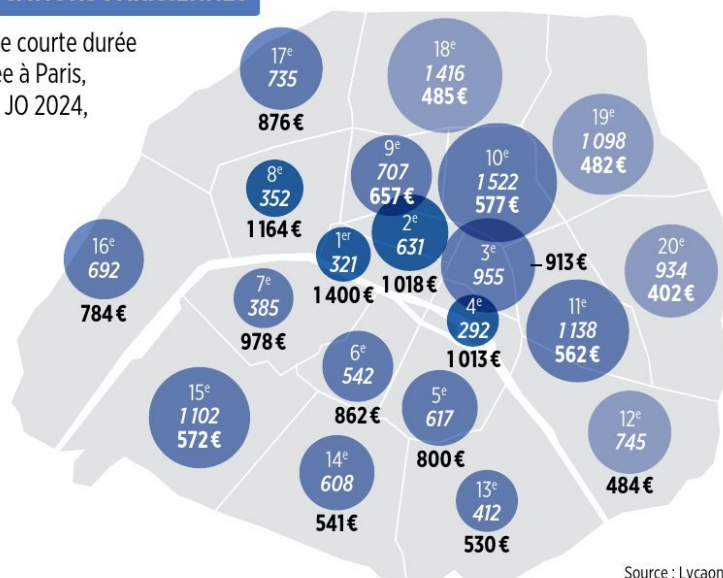 e courte durée
à Paris,
JO 2024,
17e
735
876 €
18e
1 416
485 €
19e
1 098
482 €
9e
707
657 €
10e
1 522
577 €
8e
352
1 164 €
2e
631
1 018 €
1er
321
1 400 €
3e
955
913 €
20e
934
402 €
16e
692
784 €
7e
385
978 €
4e
292
1 013 €
11e
1 138
562 €
6e
542
862 €
5e
617
800 €
15e
1 102
572 €
12e
745
484 €
14e
608
541 €
13e
412
530 €
Source : Lycaon